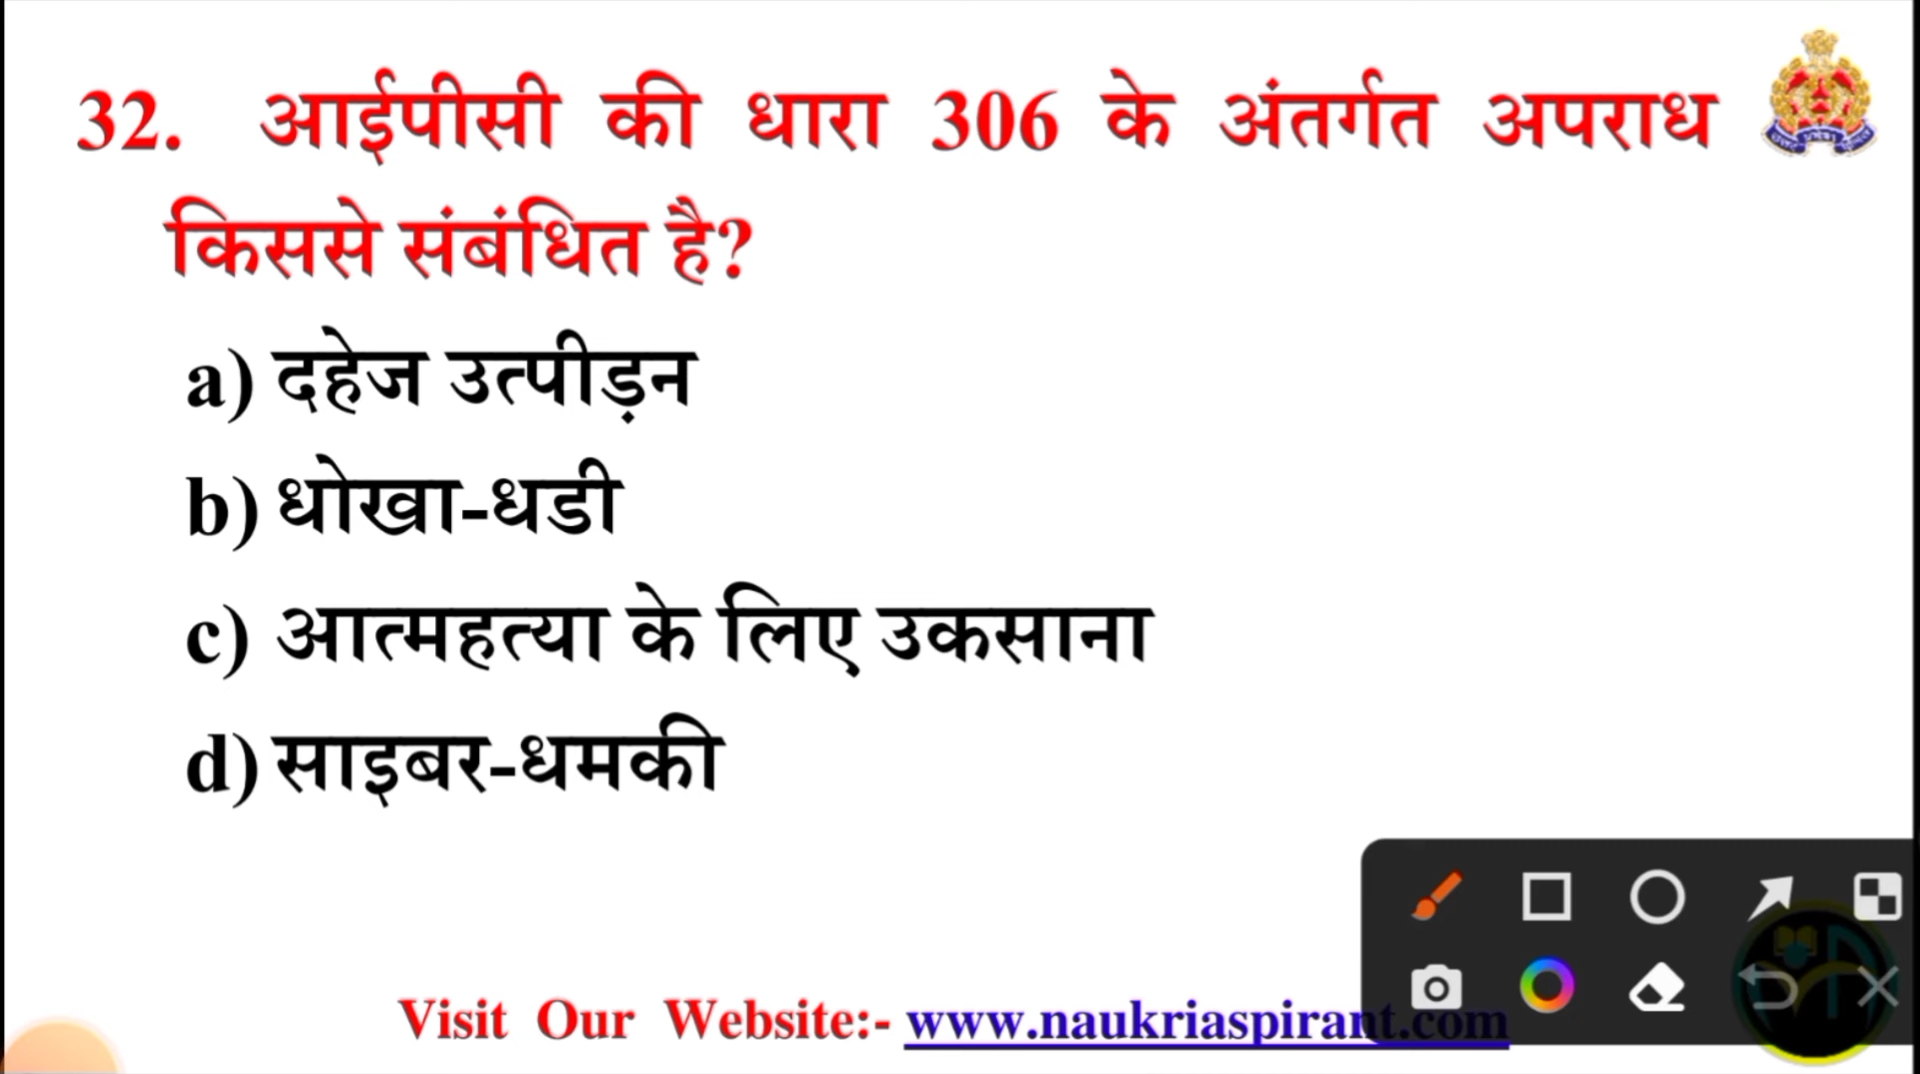 32. आईपीसी की धारा 306 के अंतर्गत अपराध
किससे संबंधित है?
a) दहेज उत्पीड़न
b) धोखा-धडी
c) आत्महत्या के लिए उकसाना
d) साइबर-धमकी
Visit Our Website:- www.naukriaspirant.com